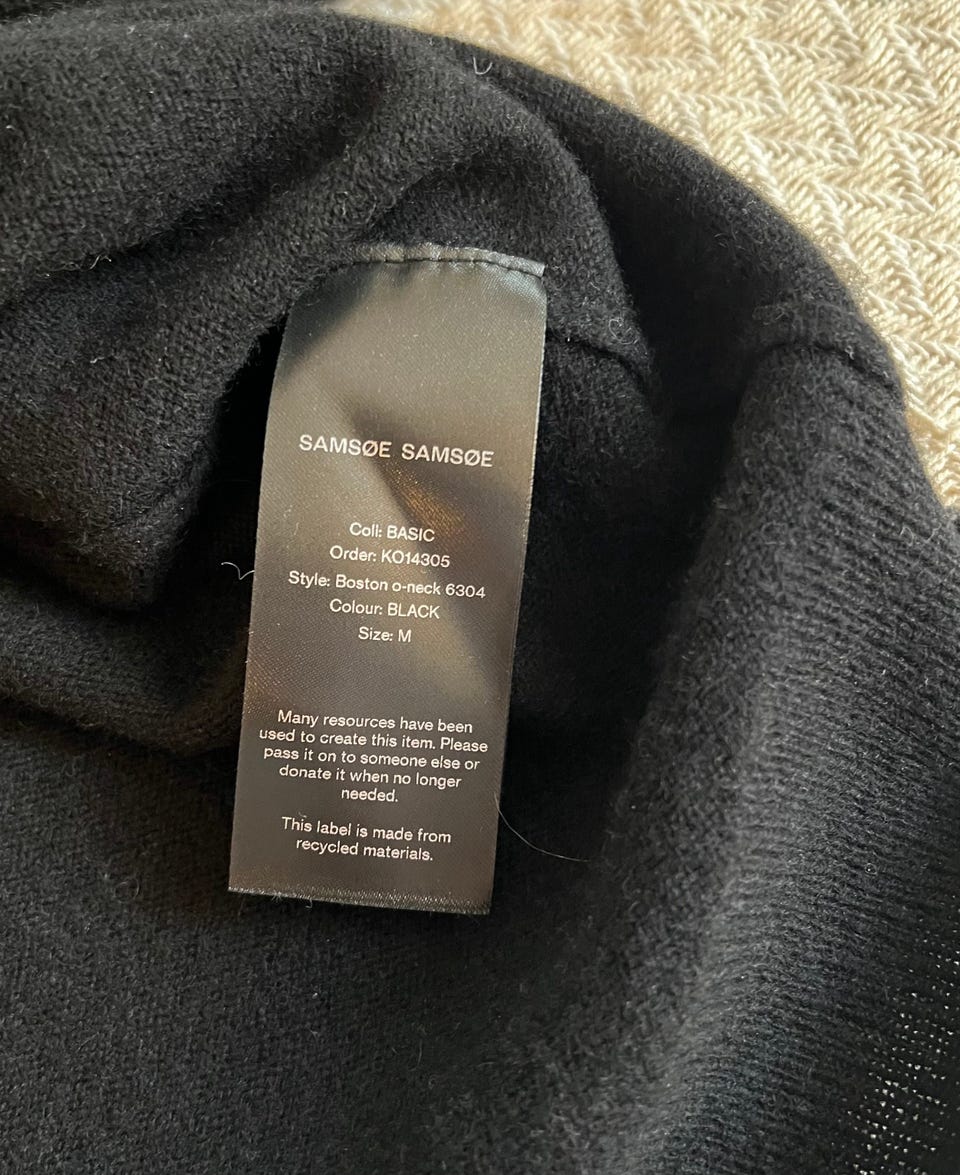 SAMSØE SAMSØE
Coll: BASIC
Order: KO14305
Style: Boston o-neck 6304
Colour: BLACK
Size: M
Many resources have been
used to create this item. Please
pass it on to someone else or
donate it when no longer
needed.
This label is made from
recycled materials.